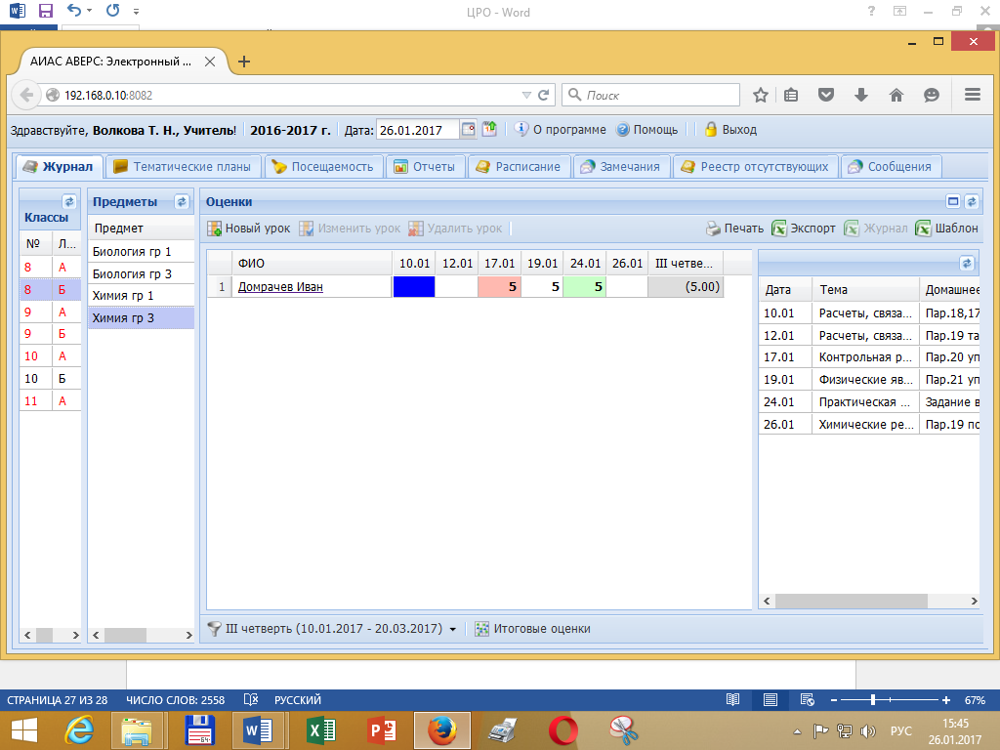 ЦРО - Word
АИАС АВЕРС: Электронный ...
192.168.0.10:8082
Поиск
Здравствуйте, Волкова Т. Н., Учитель! 2016-2017 г. Дата: 26.01.2017 О программе Помощь Выход
Журнал Тематические планы Посещаемость Отчеты Расписание Замечания Реестр отсутствующих Сообщения
Классы
№ Л...
8 А
8 Б
9 А
9 Б
10 А
10 Б
11 А
Предметы
Предмет
Биология гр 1
Биология гр 3
Химия гр 1
Химия гр 3
Оценки
Новый урок Изменить урок Удалить урок Печать Экспорт Журнал Шаблон
ФИО 10.01 12.01 17.01 19.01 24.01 26.01 III четве...
1 Домрачев Иван 5 5 5 (5.00)
Дата Тема Домашнее
10.01 Расчеты, связа... Пар.18,17
12.01 Расчеты, связа... Пар.19 та
17.01 Контрольная р... Пар.20 уп
19.01 Физические яв... Пар.21 уп
24.01 Практическая ... Задание в
26.01 Химические ре... Пар.19 по
III четверть (10.01.2017 - 20.03.2017) Итоговые оценки
СТРАНИЦА 27 ИЗ 28 ЧИСЛО СЛОВ: 2558 РУССКИЙ 67%
РУС 15:45
26.01.2017